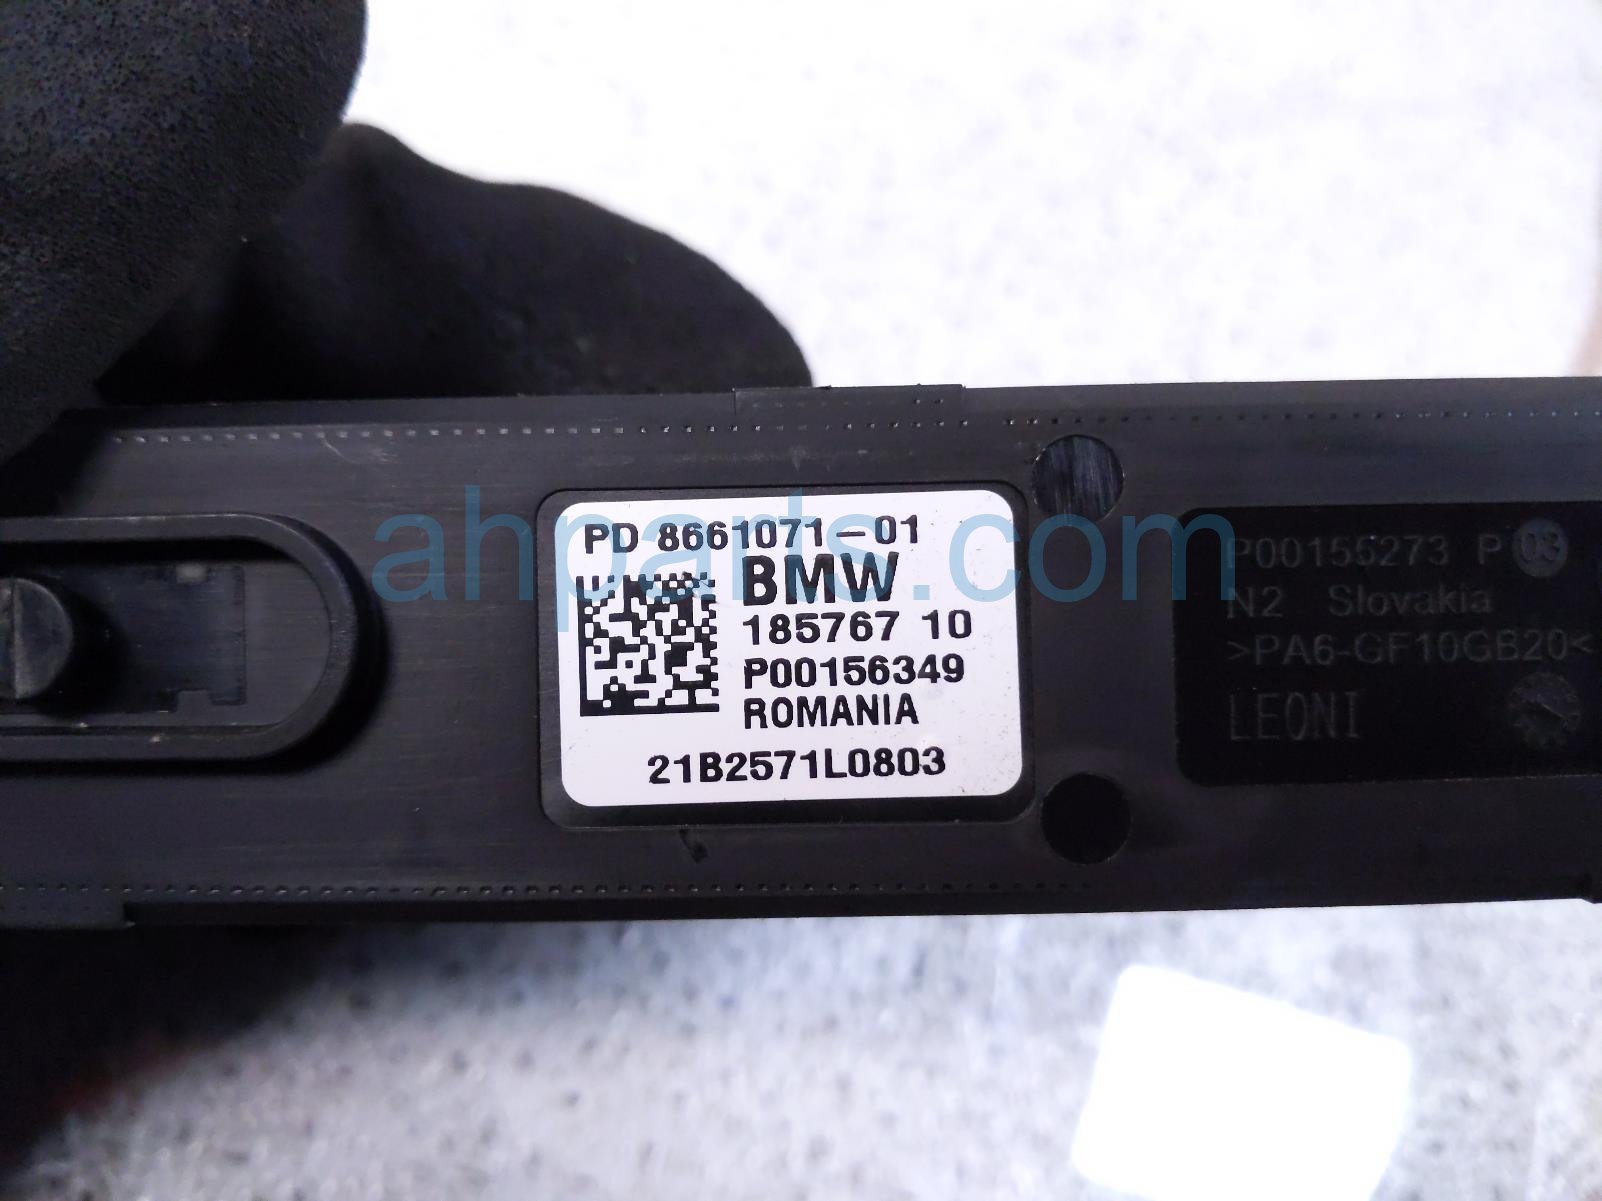 PD 8661071-01
BMW
185767 10
P00156349
ROMANIA
21B2571L0803
P00155273 P 03
N2 Slovakia
>PA6-GF10GB20<
LEONI
ahparts.com